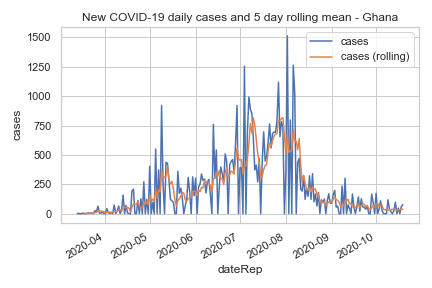 New COVID-19 daily cases and 5 day rolling mean - Ghana
cases
cases (rolling)
1500
1250
1000
750
500
250
0
cases
2020-04
2020-05
2020-06
2020-07
2020-08
2020-09
2020-10
dateRep